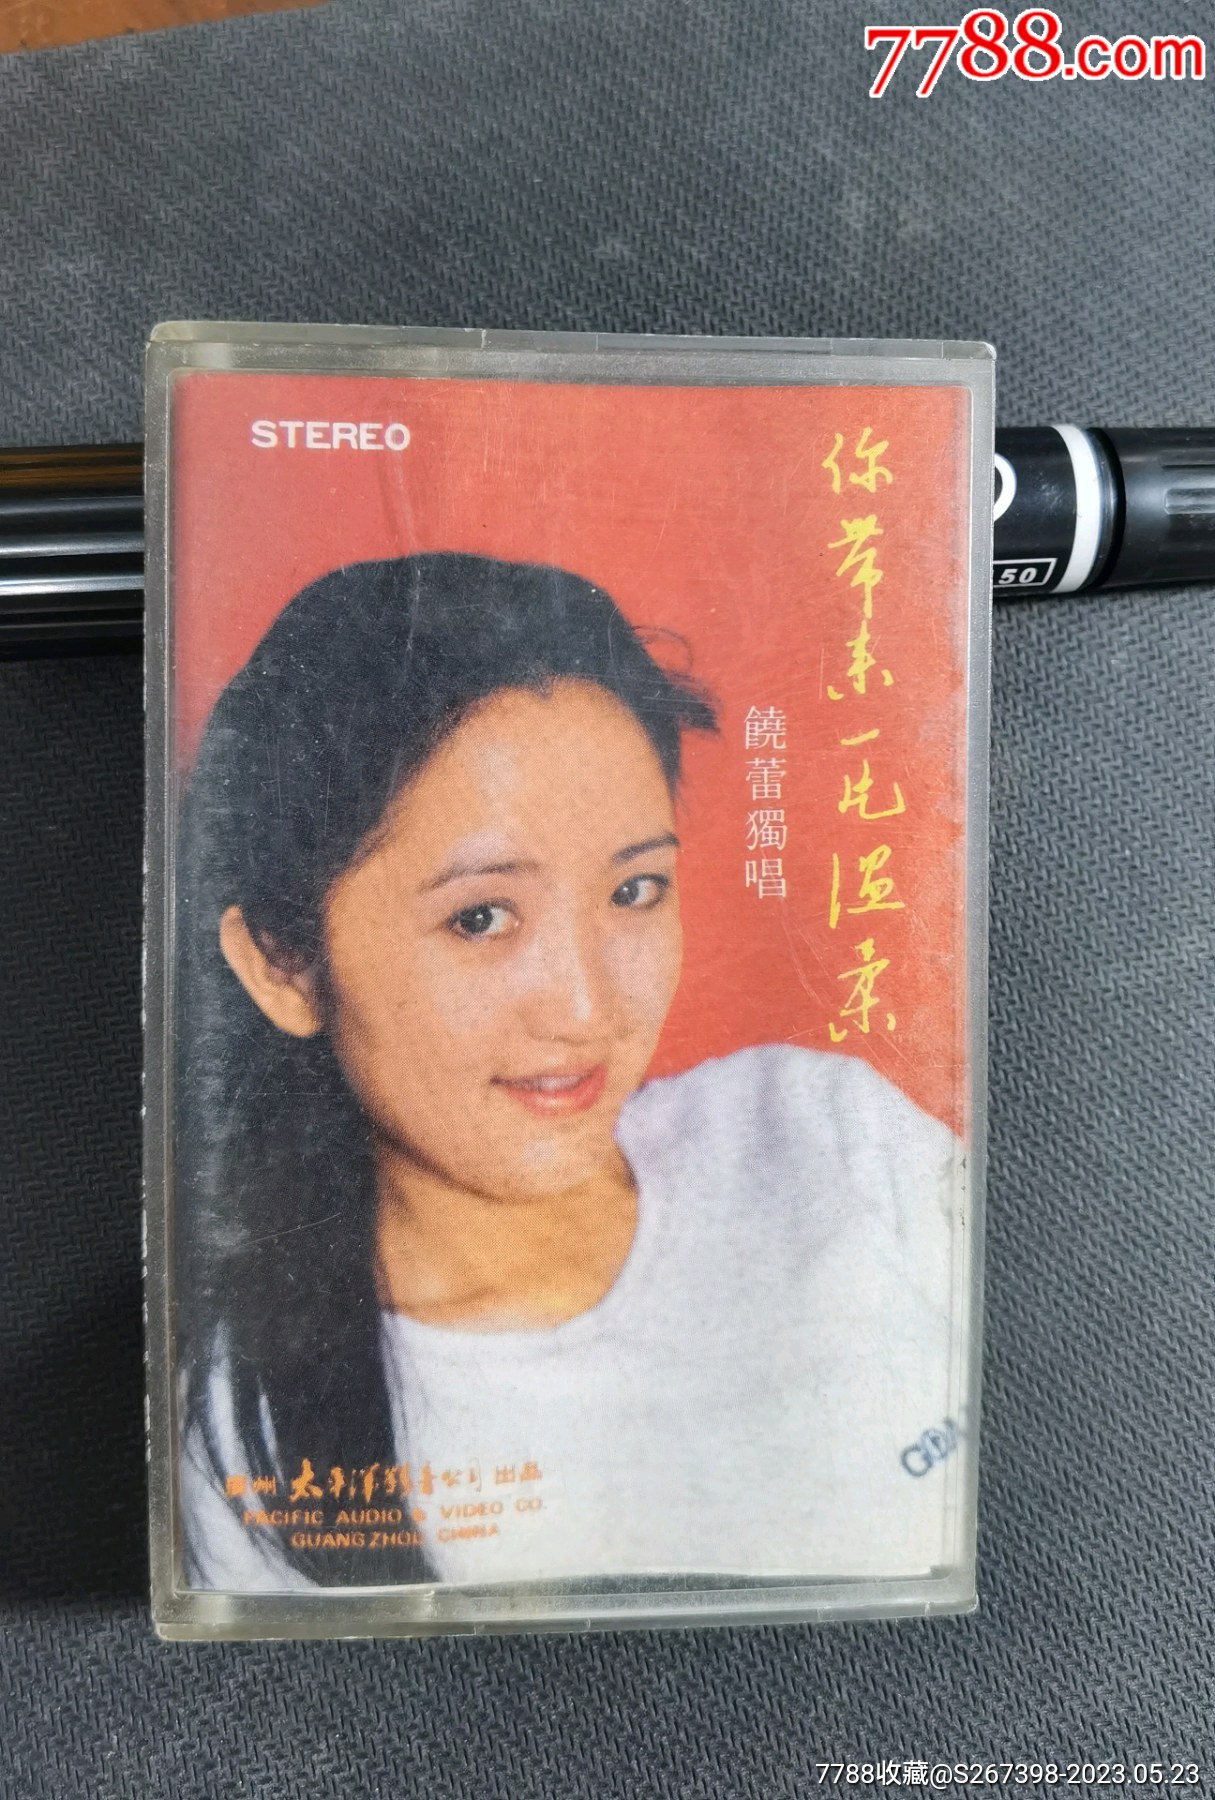 7788.com
STEREO
你带来一片温柔
饒蕾獨唱
廣州 太平洋影音公司 出品
PACIFIC AUDIO & VIDEO CO.
GUANGZHOU CHINA
50
7788收藏@S267398-2023.05.23